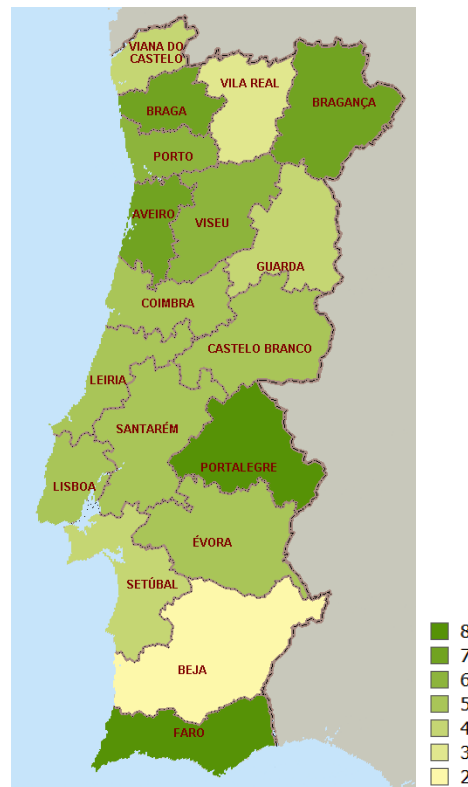 VIANA DO
CASTELO
VILA REAL
BRAGANÇA
BRAGA
PORTO
AVEIRO
VISEU
GUARDA
COIMBRA
CASTELO BRANCO
LEIRIA
SANTARÉM
PORTALEGRE
LISBOA
ÉVORA
SETÚBAL
BEJA
FARO
8
7
6
5
4
3
2